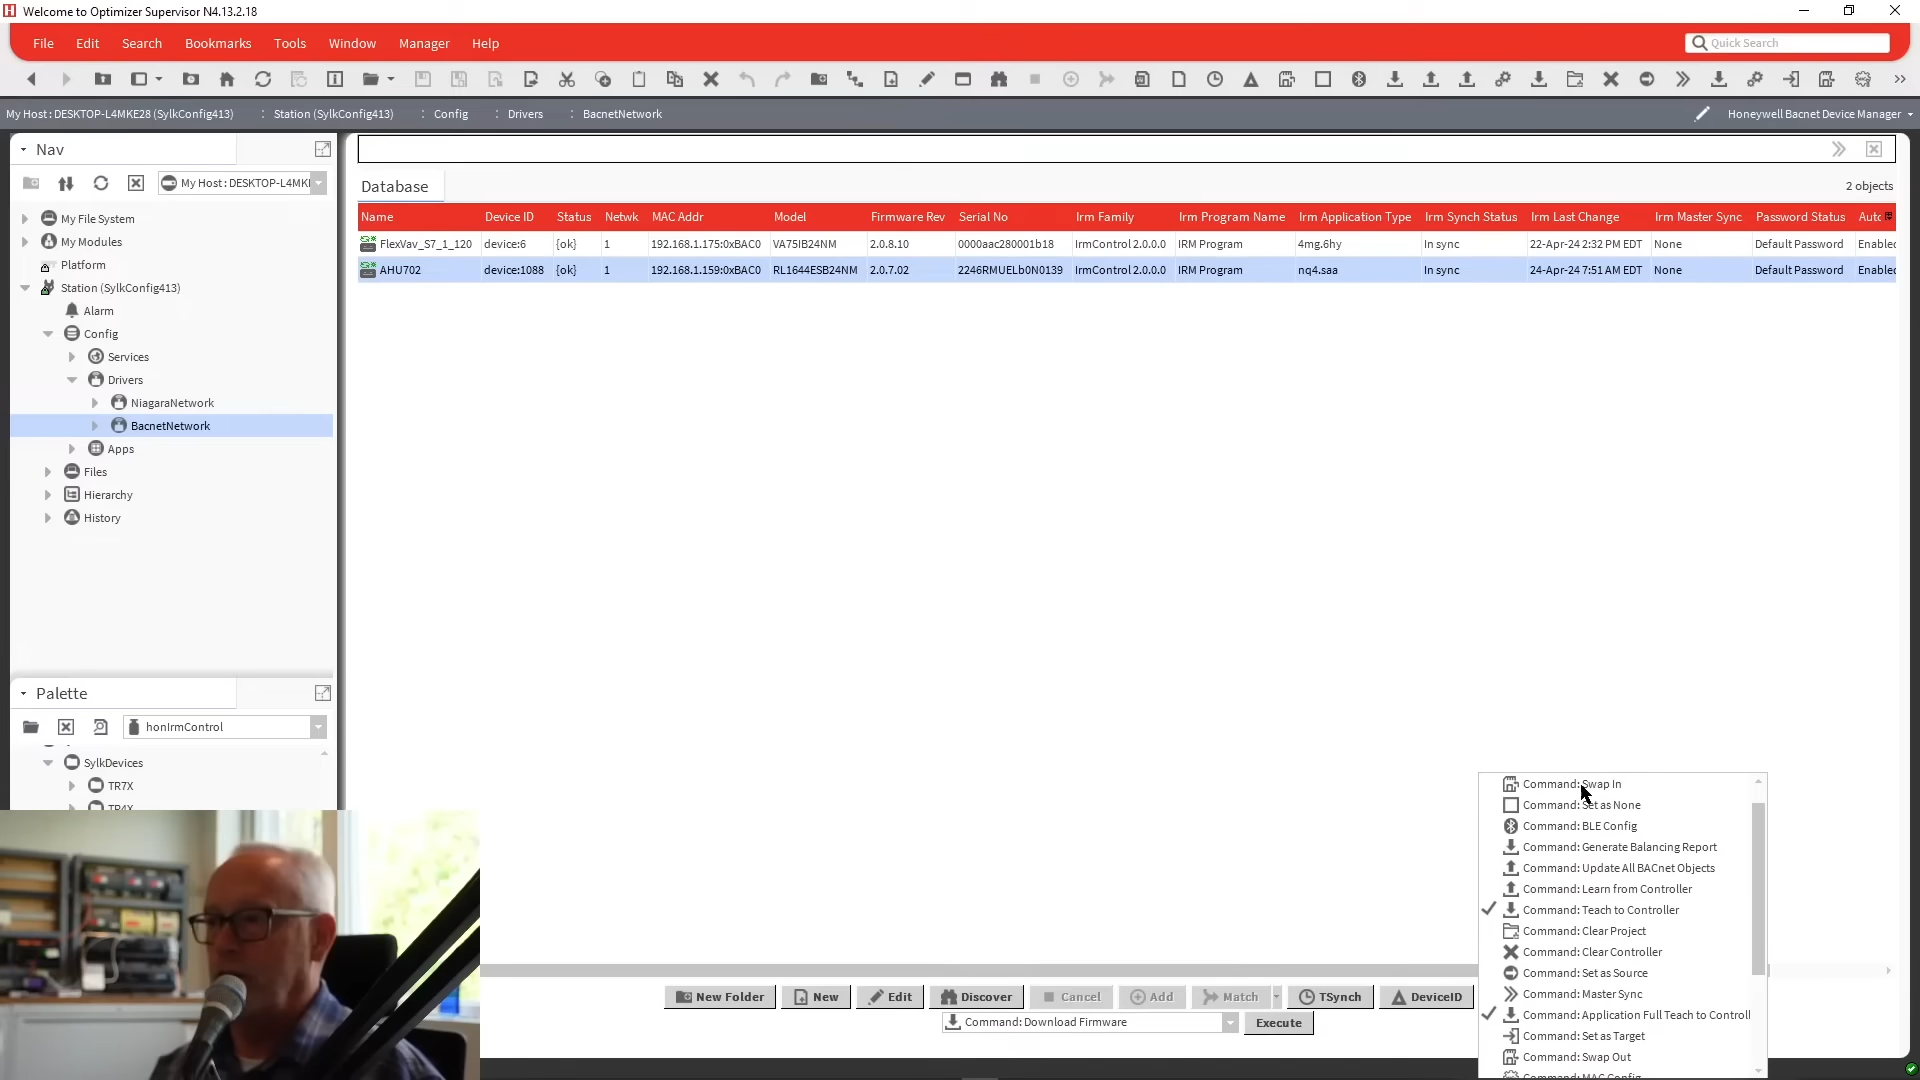 Welcome to Optimizer Supervisor N4.13.2.18
File Edit Search Bookmarks Tools Window Manager Help
Quick Search
My Host : DESKTOP-L4MKE28 (SylkConfig413) : Station (SylkConfig413) : Config : Drivers : BacnetNetwork
Honeywell Bacnet Device Manager
Nav
My Host : DESKTOP-L4MKI
My File System
My Modules
Platform
Station (SylkConfig413)
Alarm
Config
Services
Drivers
NiagaraNetwork
BacnetNetwork
Apps
Files
Hierarchy
History
Palette
honIrmControl
SylkDevices
TR7X
TR4X
Database
2 objects
Name Device ID Status Netwk MAC Addr Model Firmware Rev Serial No Irm Family Irm Program Name Irm Application Type Irm Synch Status Irm Last Change Irm Master Sync Password Status Auto
FlexVav_S7_1_120 device:6 {ok} 1 192.168.1.175:0xBAC0 VA75IB24NM 2.0.8.10 0000aac280001b18 IrmControl 2.0.0.0 IRM Program 4mg.6hy In sync 22-Apr-24 2:32 PM EDT None Default Password Enabled
AHU702 device:1088 {ok} 1 192.168.1.159:0xBAC0 RL1644ESB24NM 2.0.7.02 2246RMUELb0N0139 IrmControl 2.0.0.0 IRM Program nq4.saa In sync 24-Apr-24 7:51 AM EDT None Default Password Enabled
Command: Swap In
Command: Set as None
Command: BLE Config
Command: Generate Balancing Report
Command: Update All BACnet Objects
Command: Learn from Controller
Command: Teach to Controller
Command: Clear Project
Command: Clear Controller
Command: Set as Source
Command: Master Sync
Command: Application Full Teach to Controll
Command: Set as Target
Command: Swap Out
Command: MAC Config
New Folder New Edit Discover Cancel Add Match TSynch DeviceID
Command: Download Firmware Execute